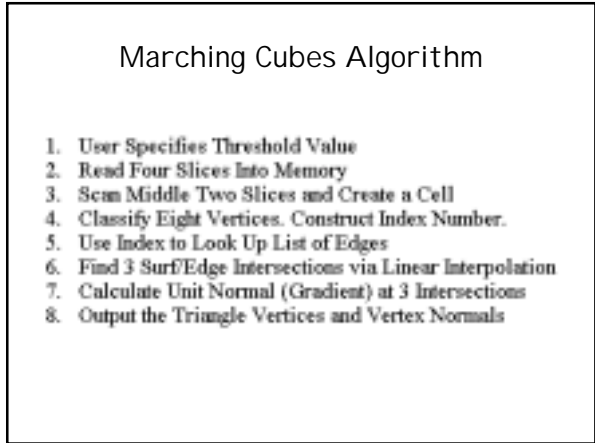 Marching Cubes Algorithm
1. User Specifies Threshold Value
2. Read Four Slices Into Memory
3. Scan Middle Two Slices and Create a Cell
4. Classify Eight Vertices. Construct Index Number.
5. Use Index to Look Up List of Edges
6. Find 3 Surf/Edge Intersections via Linear Interpolation
7. Calculate Unit Normal (Gradient) at 3 Intersections
8. Output the Triangle Vertices and Vertex Normals